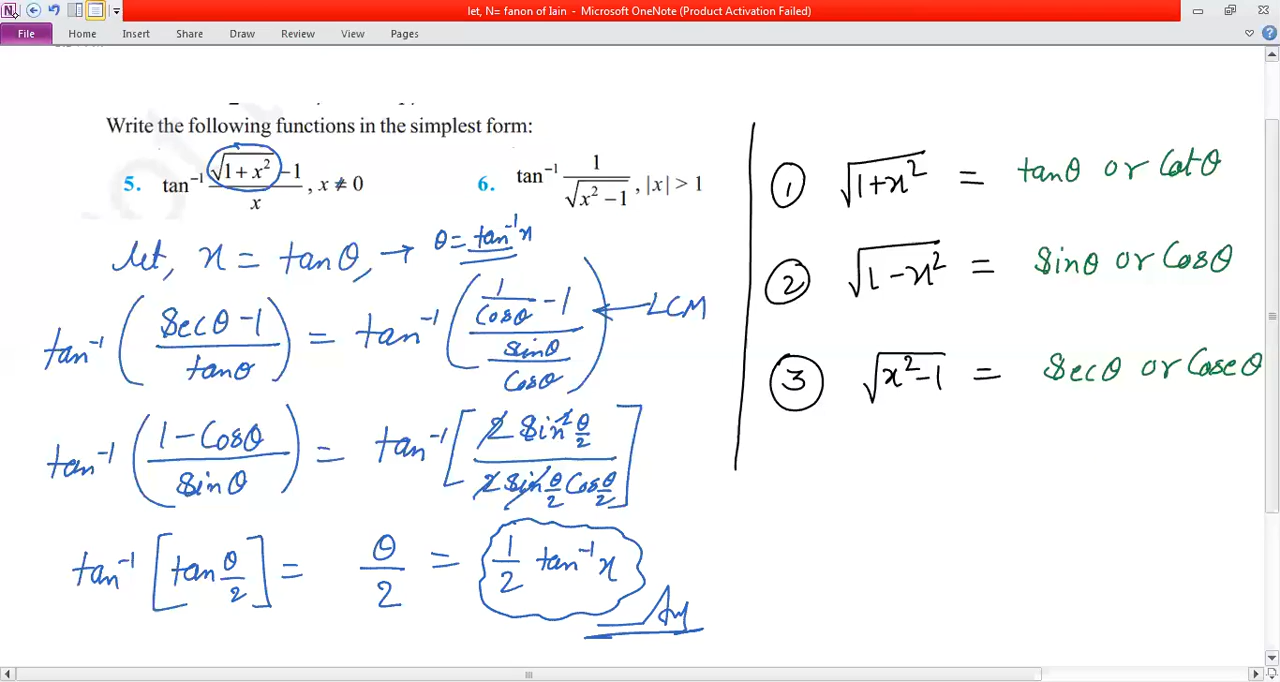 let, N= fanon of Iain - Microsoft OneNote (Product Activation Failed)
File Home Insert Share Draw Review View Pages
Write the following functions in the simplest form:
5. tan⁻¹ (√(1 + x²) − 1)/x , x ≠ 0
6. tan⁻¹ 1/√(x² − 1) , |x| > 1
let, x = tanθ, → θ = tan⁻¹x
tan⁻¹ ((secθ − 1)/tanθ) = tan⁻¹ ((1/cosθ − 1)/(sinθ/cosθ)) ← LCM
tan⁻¹ ((1 − cosθ)/sinθ) = tan⁻¹ [2 sin² θ/2 / 2 sin θ/2 cos θ/2]
tan⁻¹ [tan θ/2] = θ/2 = 1/2 tan⁻¹x
Ans
① √(1+x²) = tanθ or Cotθ
② √(1−x²) = sinθ or Cosθ
③ √(x²−1) = secθ or Cosecθ